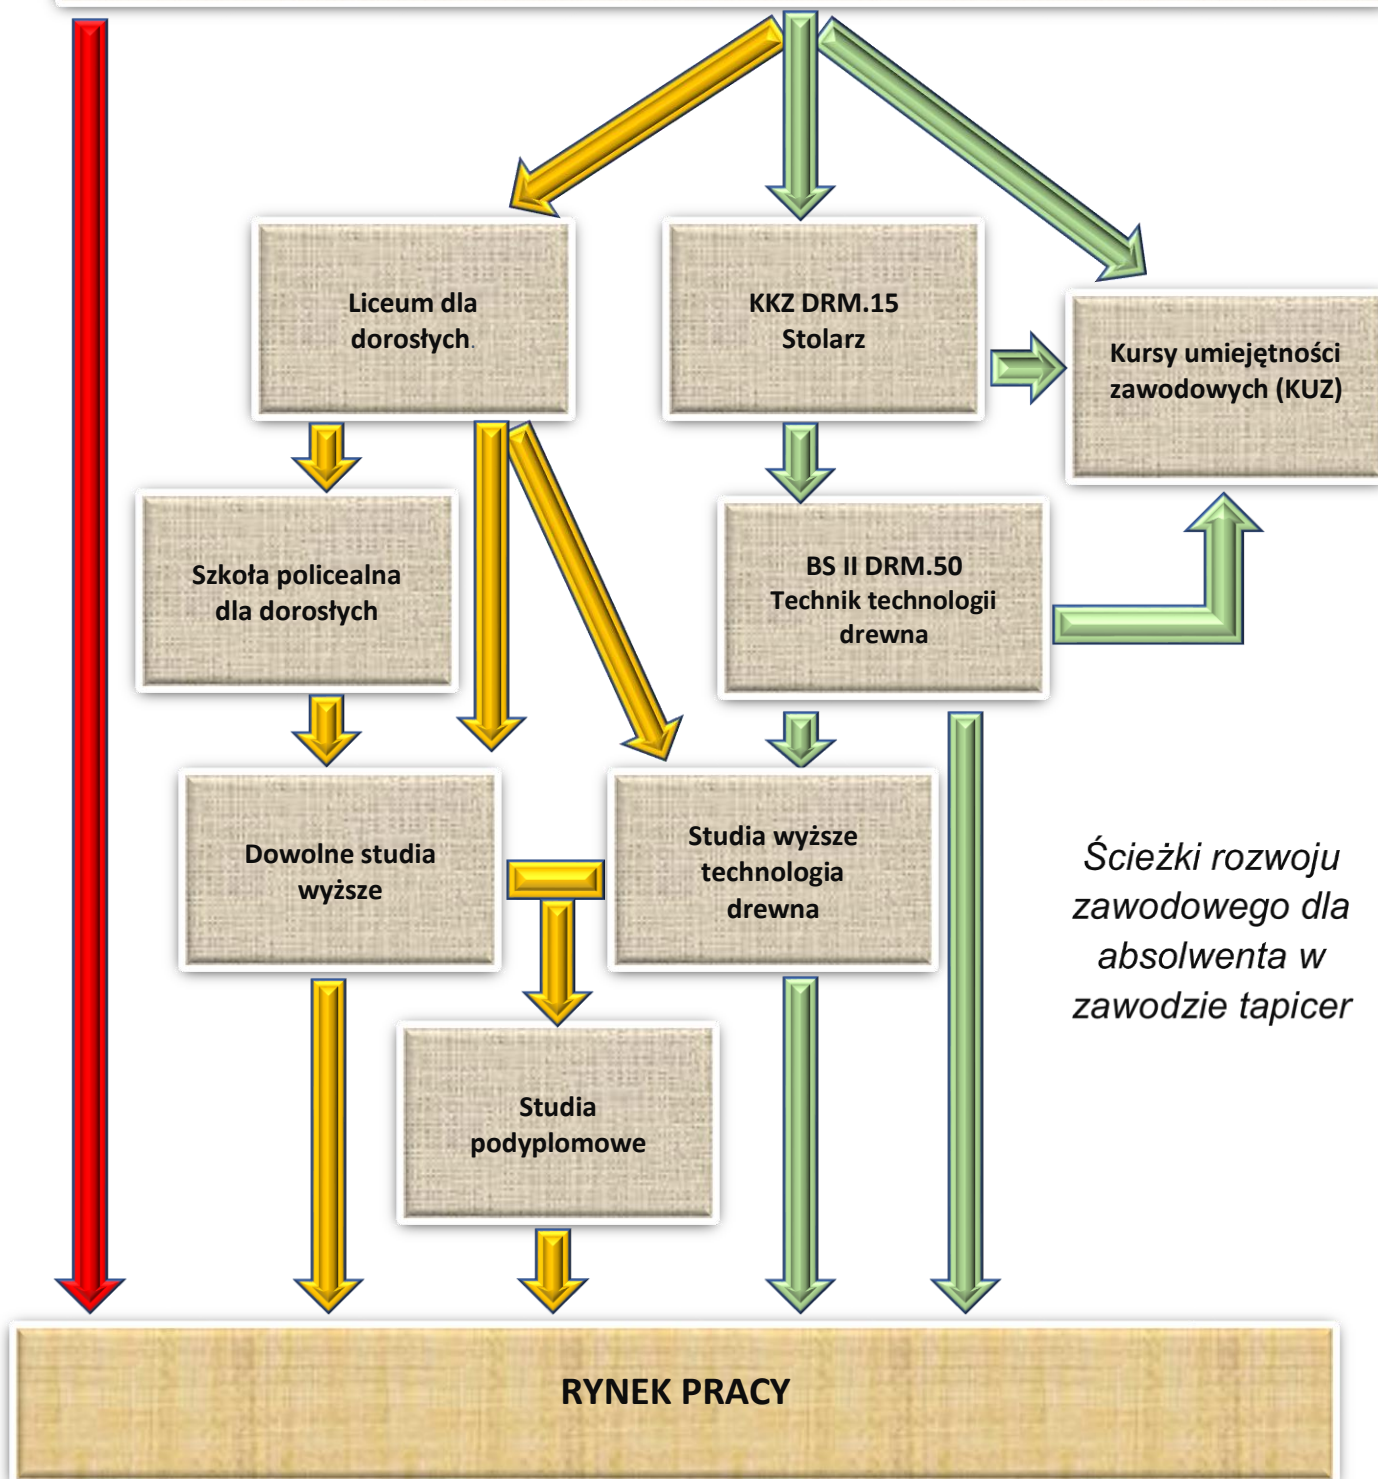 Liceum dla
dorosłych.
KKZ DRM.15
Stolarz
Kursy umiejętności
zawodowych (KUZ)
Szkoła policealna
dla dorosłych
BS II DRM.50
Technik technologii
drewna
Dowolne studia
wyższe
Studia wyższe
technologia
drewna
Ścieżki rozwoju
zawodowego dla
absolwenta w
zawodzie tapicer
Studia
podyplomowe
RYNEK PRACY